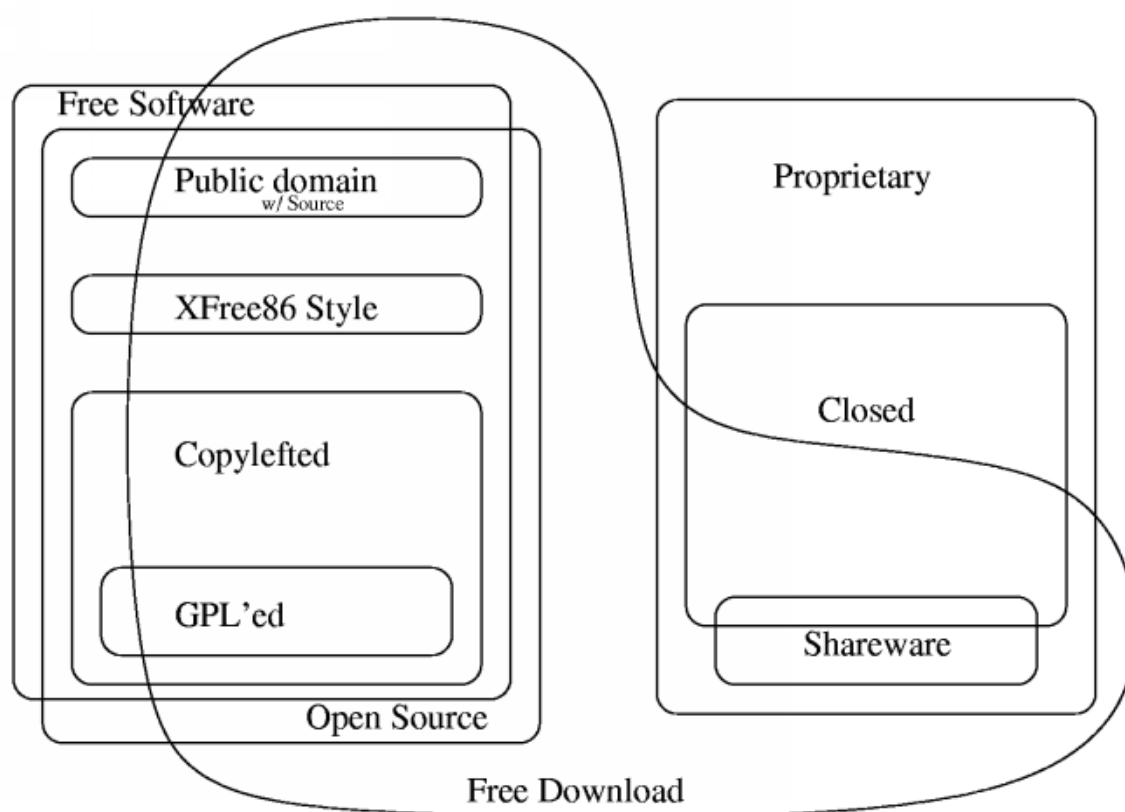 Free Software
Public domain
w/ Source
XFree86 Style
Copylefted
GPL'ed
Open Source
Proprietary
Closed
Shareware
Free Download